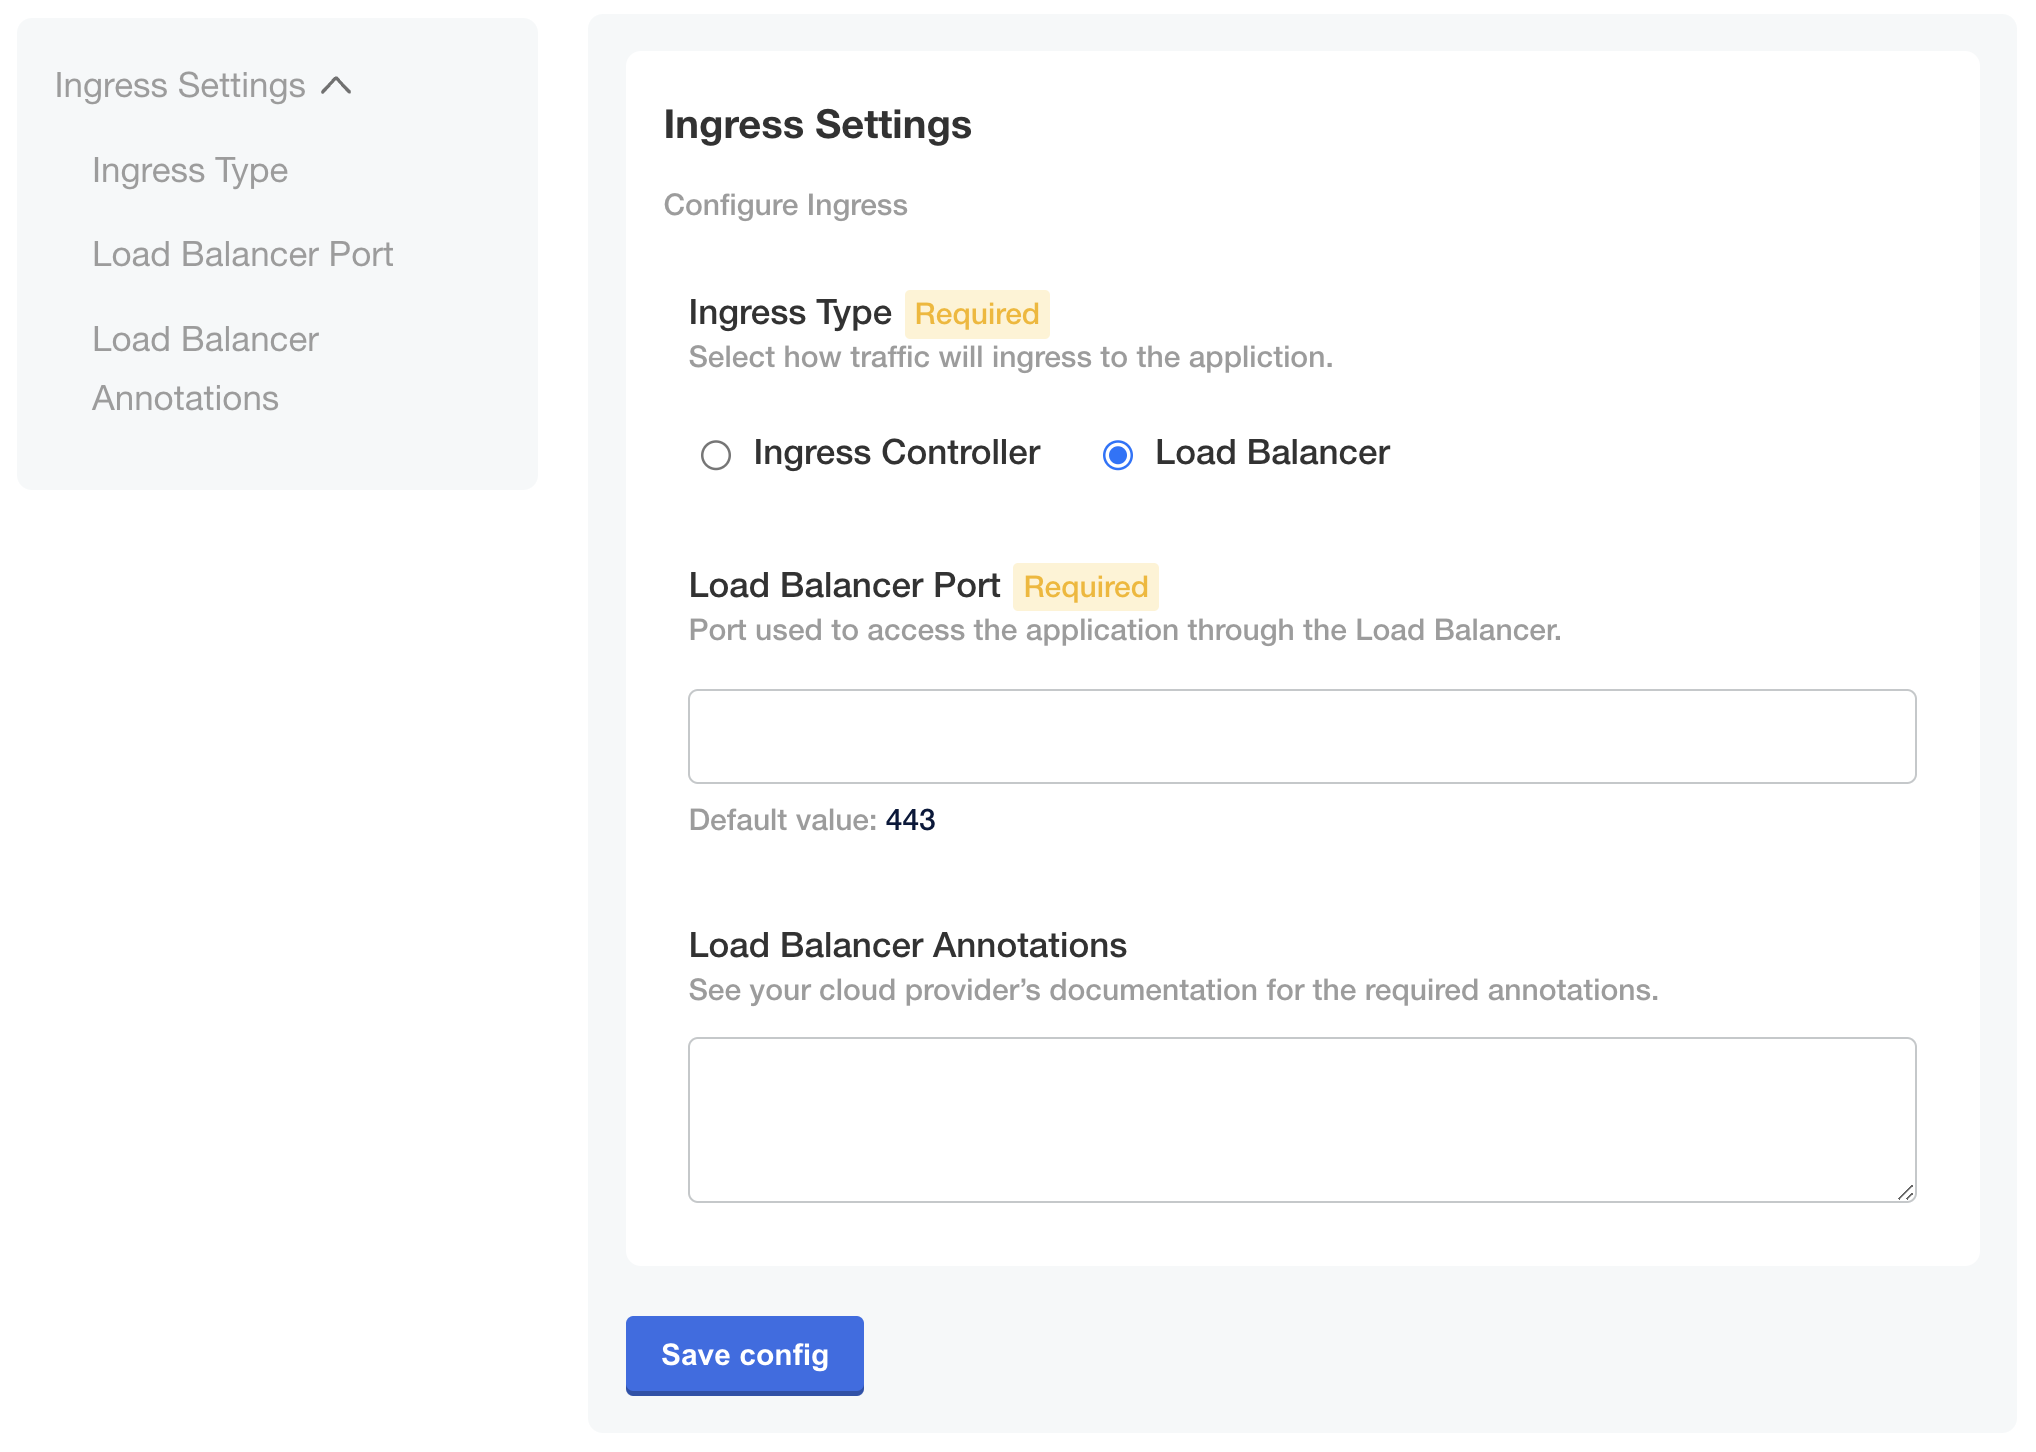 Ingress Settings
Ingress Type
Load Balancer Port
Load Balancer
Annotations
Ingress Settings
Configure Ingress
Ingress Type Required
Select how traffic will ingress to the appliction.
Ingress Controller Load Balancer
Load Balancer Port Required
Port used to access the application through the Load Balancer.
Default value: 443
Load Balancer Annotations
See your cloud provider’s documentation for the required annotations.
Save config